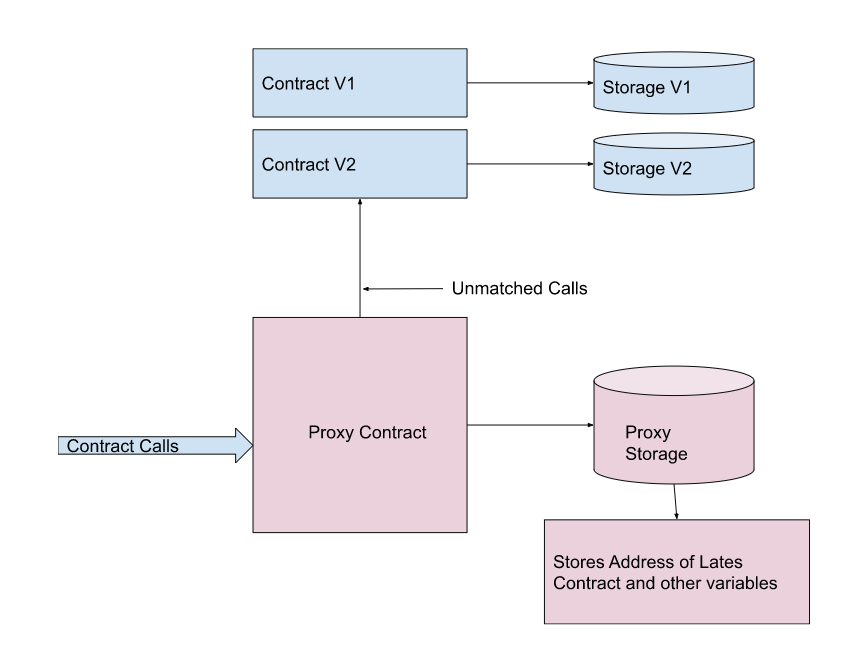 Contract V1
Storage V1
Contract V2
Storage V2
Unmatched Calls
Proxy Contract
Proxy
Storage
Contract Calls
Stores Address of Lates
Contract and other variables